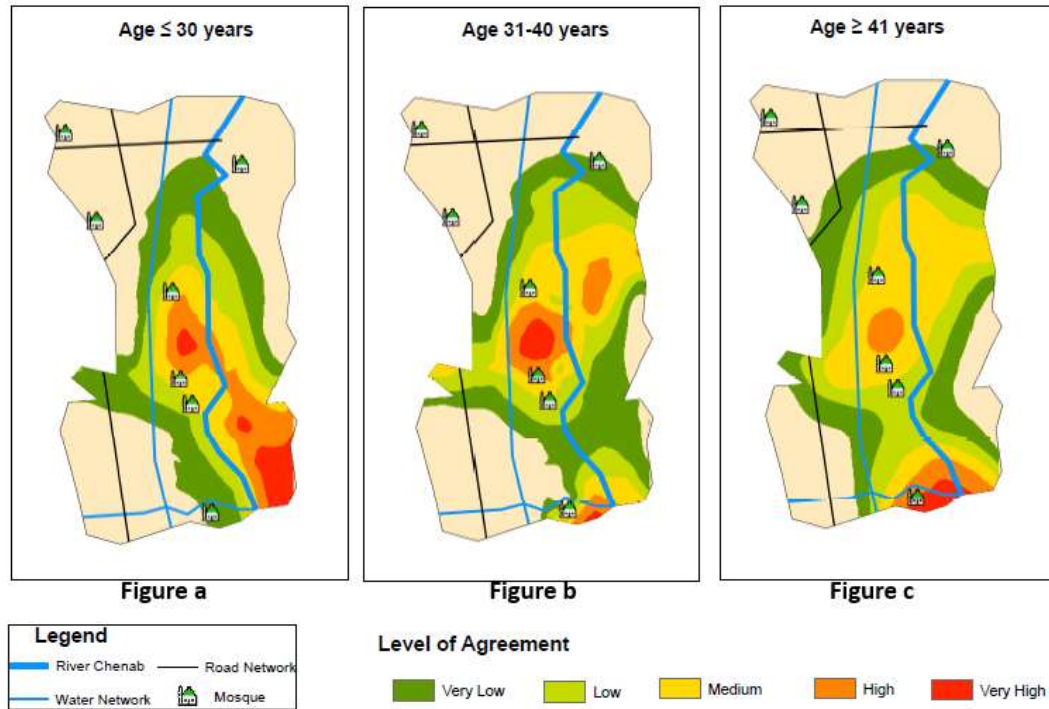 Age ≤ 30 years
Age 31-40 years
Age ≥ 41 years
Figure a
Figure b
Figure c
Legend
River Chenab
Road Network
Water Network
Mosque
Level of Agreement
Very Low
Low
Medium
High
Very High